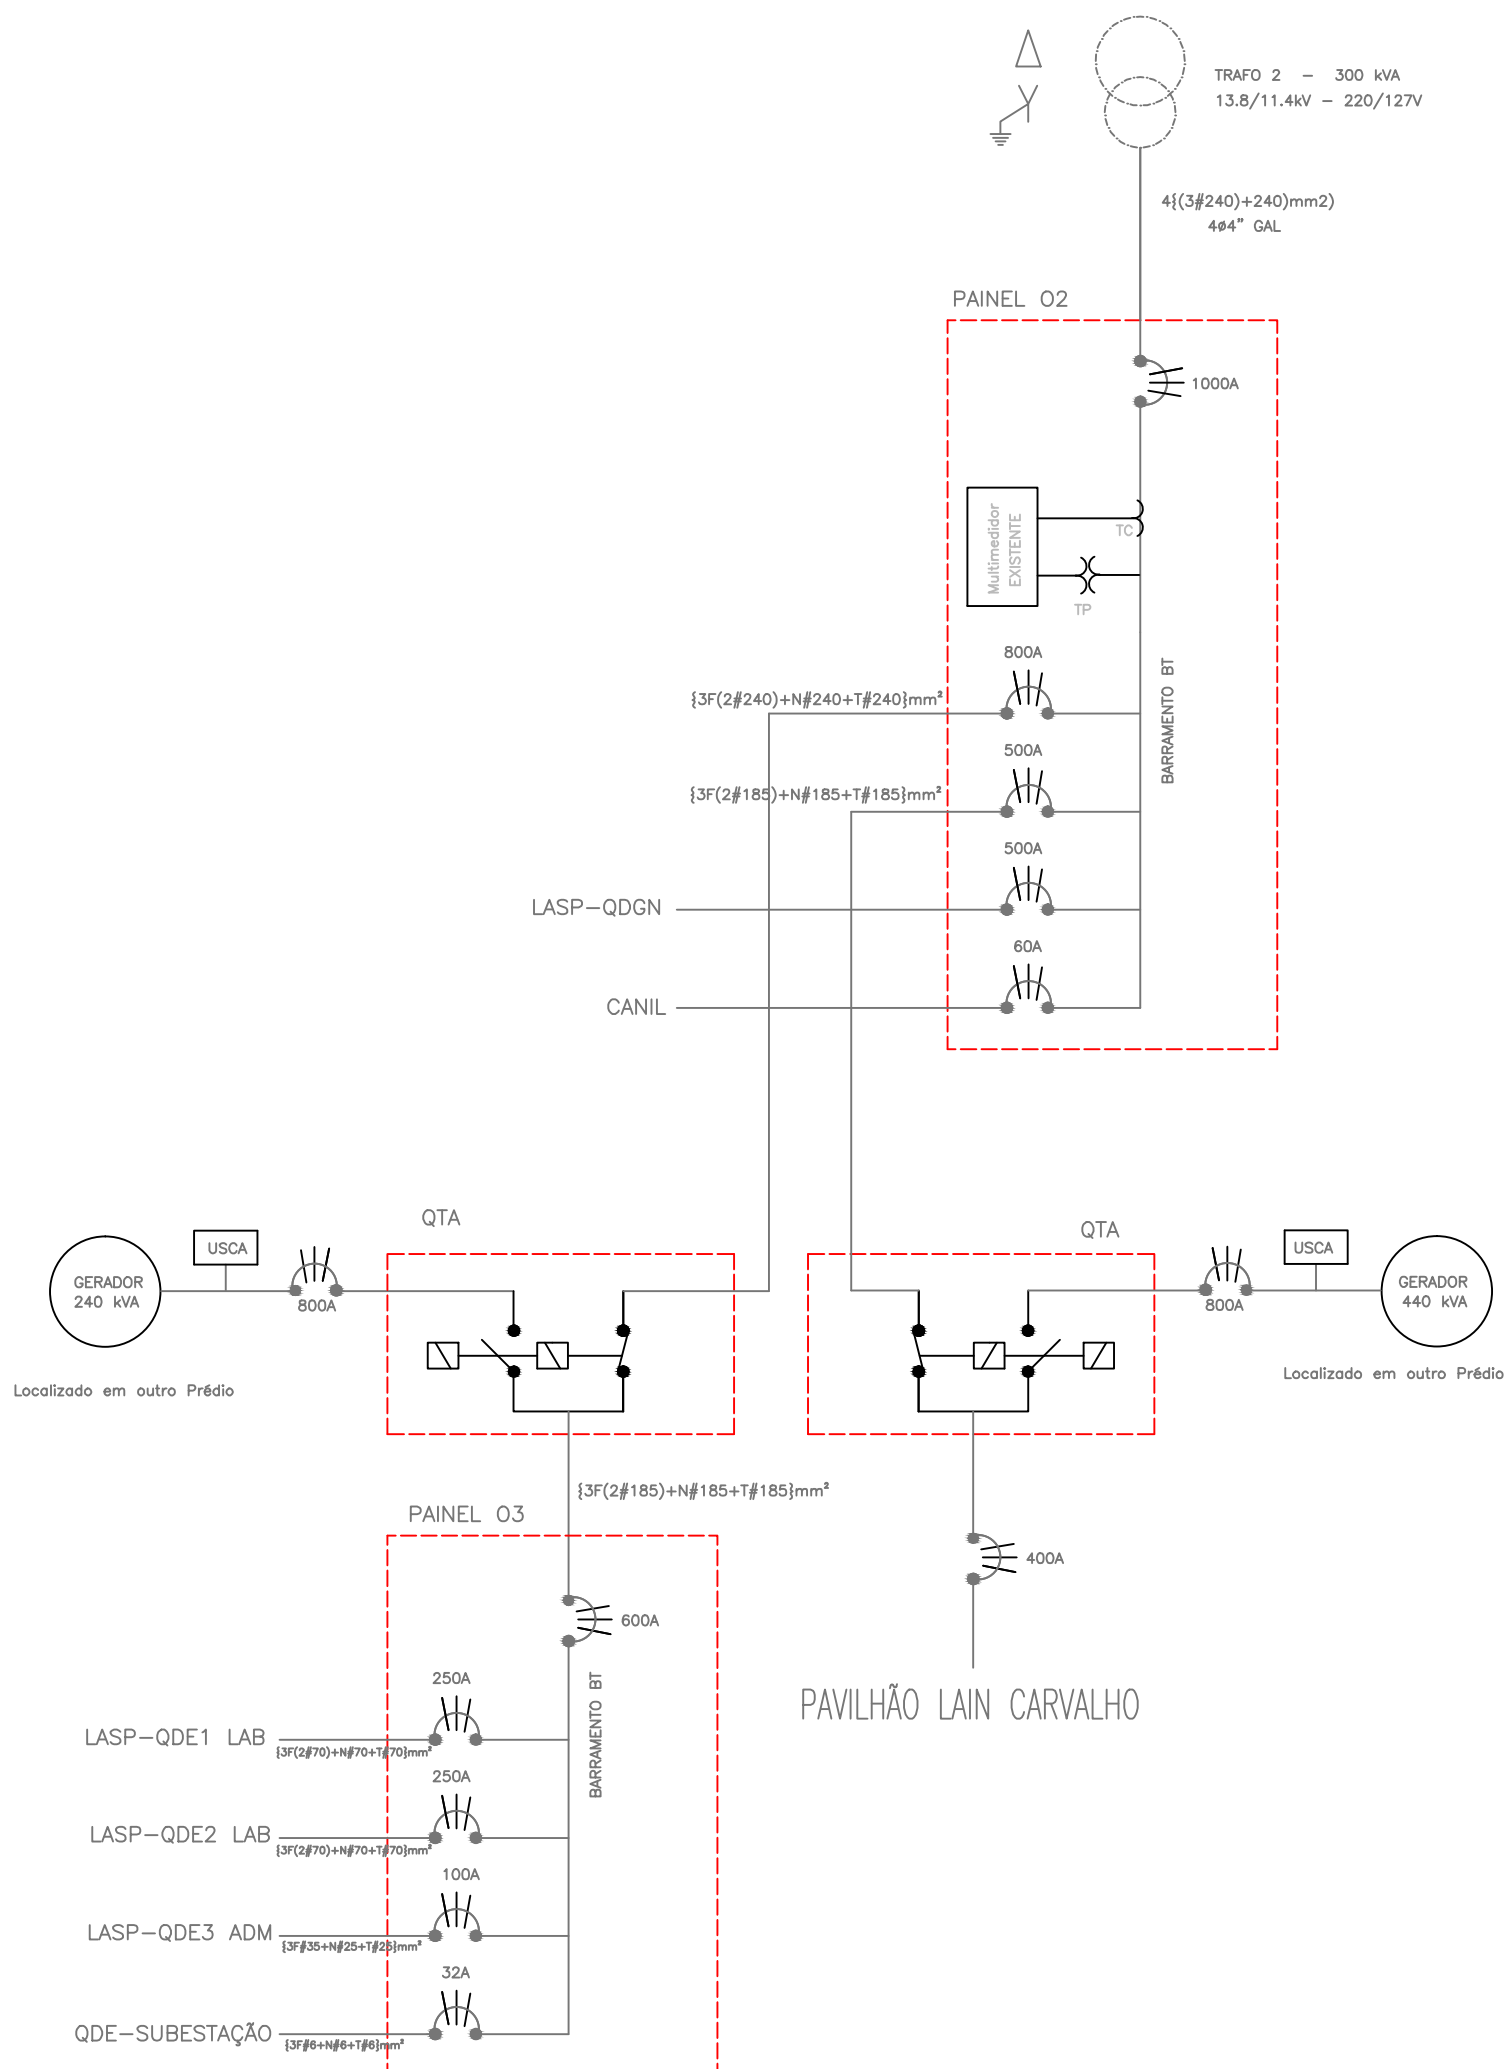 TRAFO 2 - 300 kVA
13.8/11.4kV - 220/127V
4{(3#240)+240)mm2)
4ø4" GAL
PAINEL 02
1000A
Multimedidor
EXISTENTE
TC
TP
800A
{3F(2#240)+N#240+T#240}mm²
BARRAMENTO BT
500A
{3F(2#185)+N#185+T#185}mm²
500A
LASP-QDGN
60A
CANIL
QTA
QTA
USCA
USCA
GERADOR
240 kVA
800A
800A
GERADOR
440 kVA
Localizado em outro Prédio
Localizado em outro Prédio
{3F(2#185)+N#185+T#185}mm²
PAINEL 03
400A
600A
PAVILHÃO LAIN CARVALHO
BARRAMENTO BT
250A
LASP-QDE1 LAB
{3F(2#70)+N#70+T#70}mm²
250A
LASP-QDE2 LAB
{3F(2#70)+N#70+T#70}mm²
100A
LASP-QDE3 ADM
{3F#35+N#25+T#25}mm²
32A
QDE-SUBESTAÇÃO
{3F#6+N#6+T#6}mm²